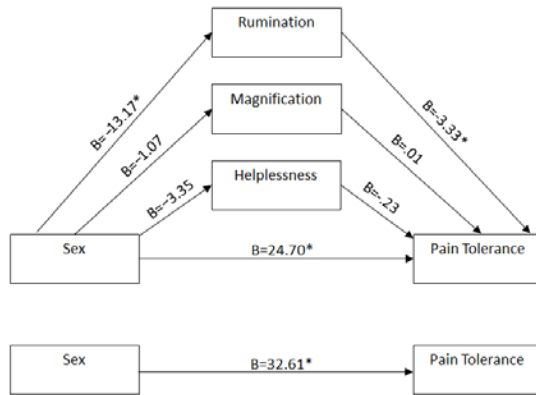 Rumination
B=-13.17*
B=-3.33*
Magnification
B=-1.07
B=.01
Helplessness
B=-3.35
B=-.23
Sex
B=24.70*
Pain Tolerance
Sex
B=32.61*
Pain Tolerance